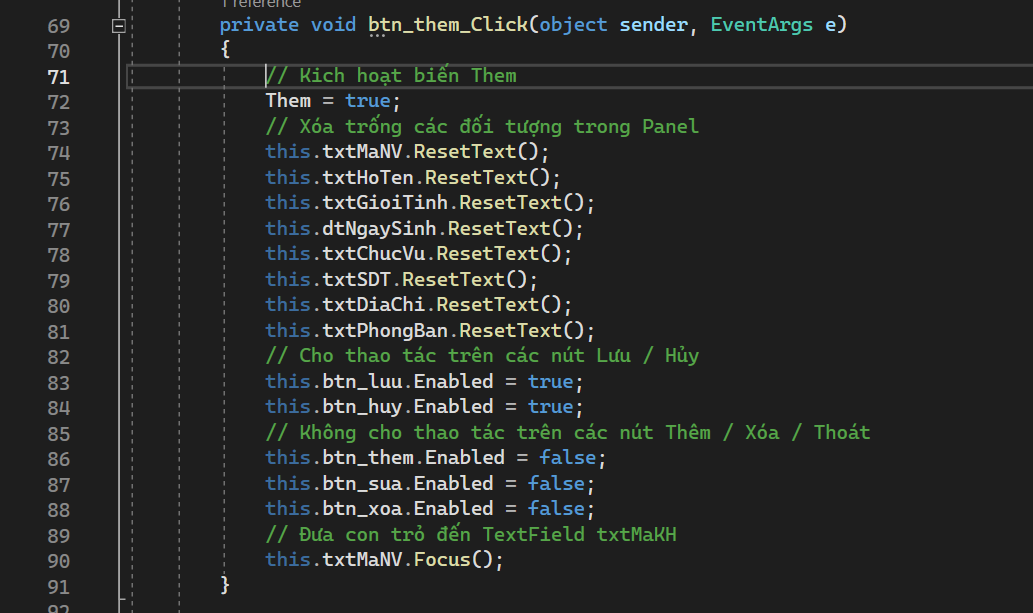 1 reference
69 private void btn_them_Click(object sender, EventArgs e)
70 {
71 // Kich hoạt biến Them
72 Them = true;
73 // Xóa trống các đối tượng trong Panel
74 this.txtMaNV.ResetText();
75 this.txtHoTen.ResetText();
76 this.txtGioiTinh.ResetText();
77 this.dtNgaySinh.ResetText();
78 this.txtChucVu.ResetText();
79 this.txtSDT.ResetText();
80 this.txtDiaChi.ResetText();
81 this.txtPhongBan.ResetText();
82 // Cho thao tác trên các nút Lưu / Hủy
83 this.btn_luu.Enabled = true;
84 this.btn_huy.Enabled = true;
85 // Không cho thao tác trên các nút Thêm / Xóa / Thoát
86 this.btn_them.Enabled = false;
87 this.btn_sua.Enabled = false;
88 this.btn_xoa.Enabled = false;
89 // Đưa con trỏ đến TextField txtMaKH
90 this.txtMaNV.Focus();
91 }
92